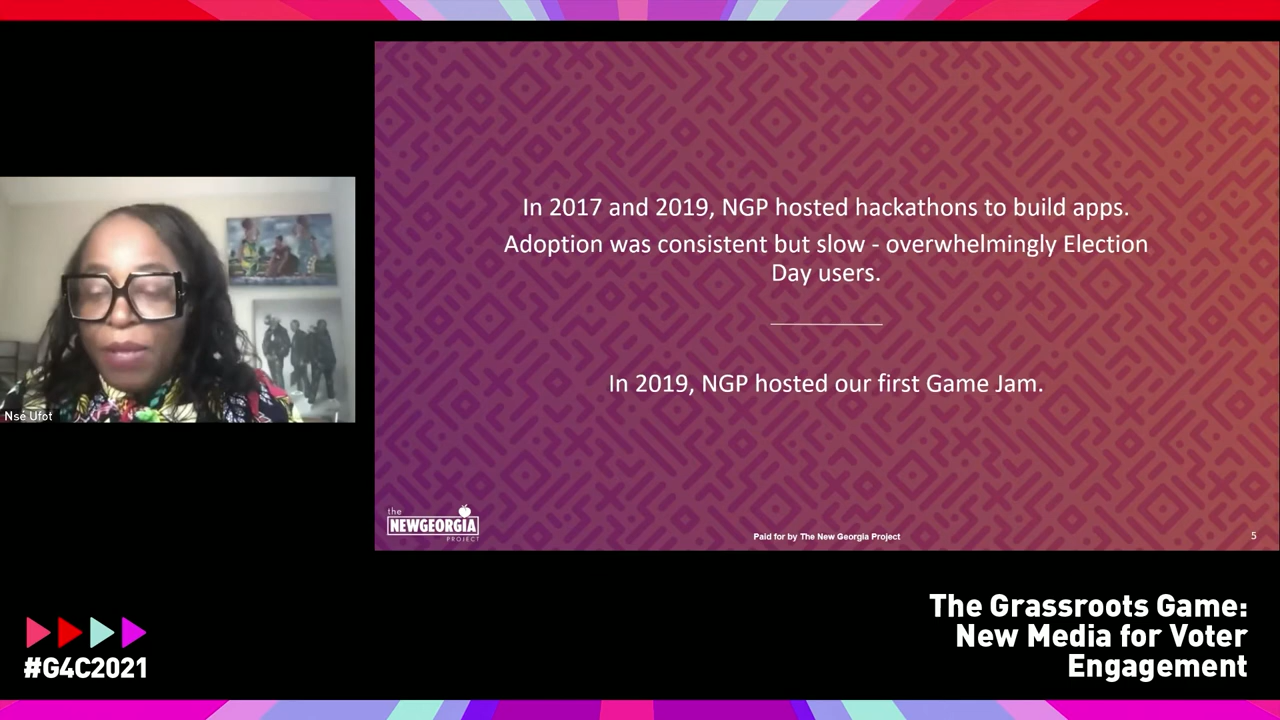 In 2017 and 2019, NGP hosted hackathons to build apps.
Adoption was consistent but slow - overwhelmingly Election
Day users.
In 2019, NGP hosted our first Game Jam.
Nsé Ufot
the
NEWGEORGIA
PROJECT
Paid for by The New Georgia Project
5
#G4C2021
The Grassroots Game:
New Media for Voter
Engagement